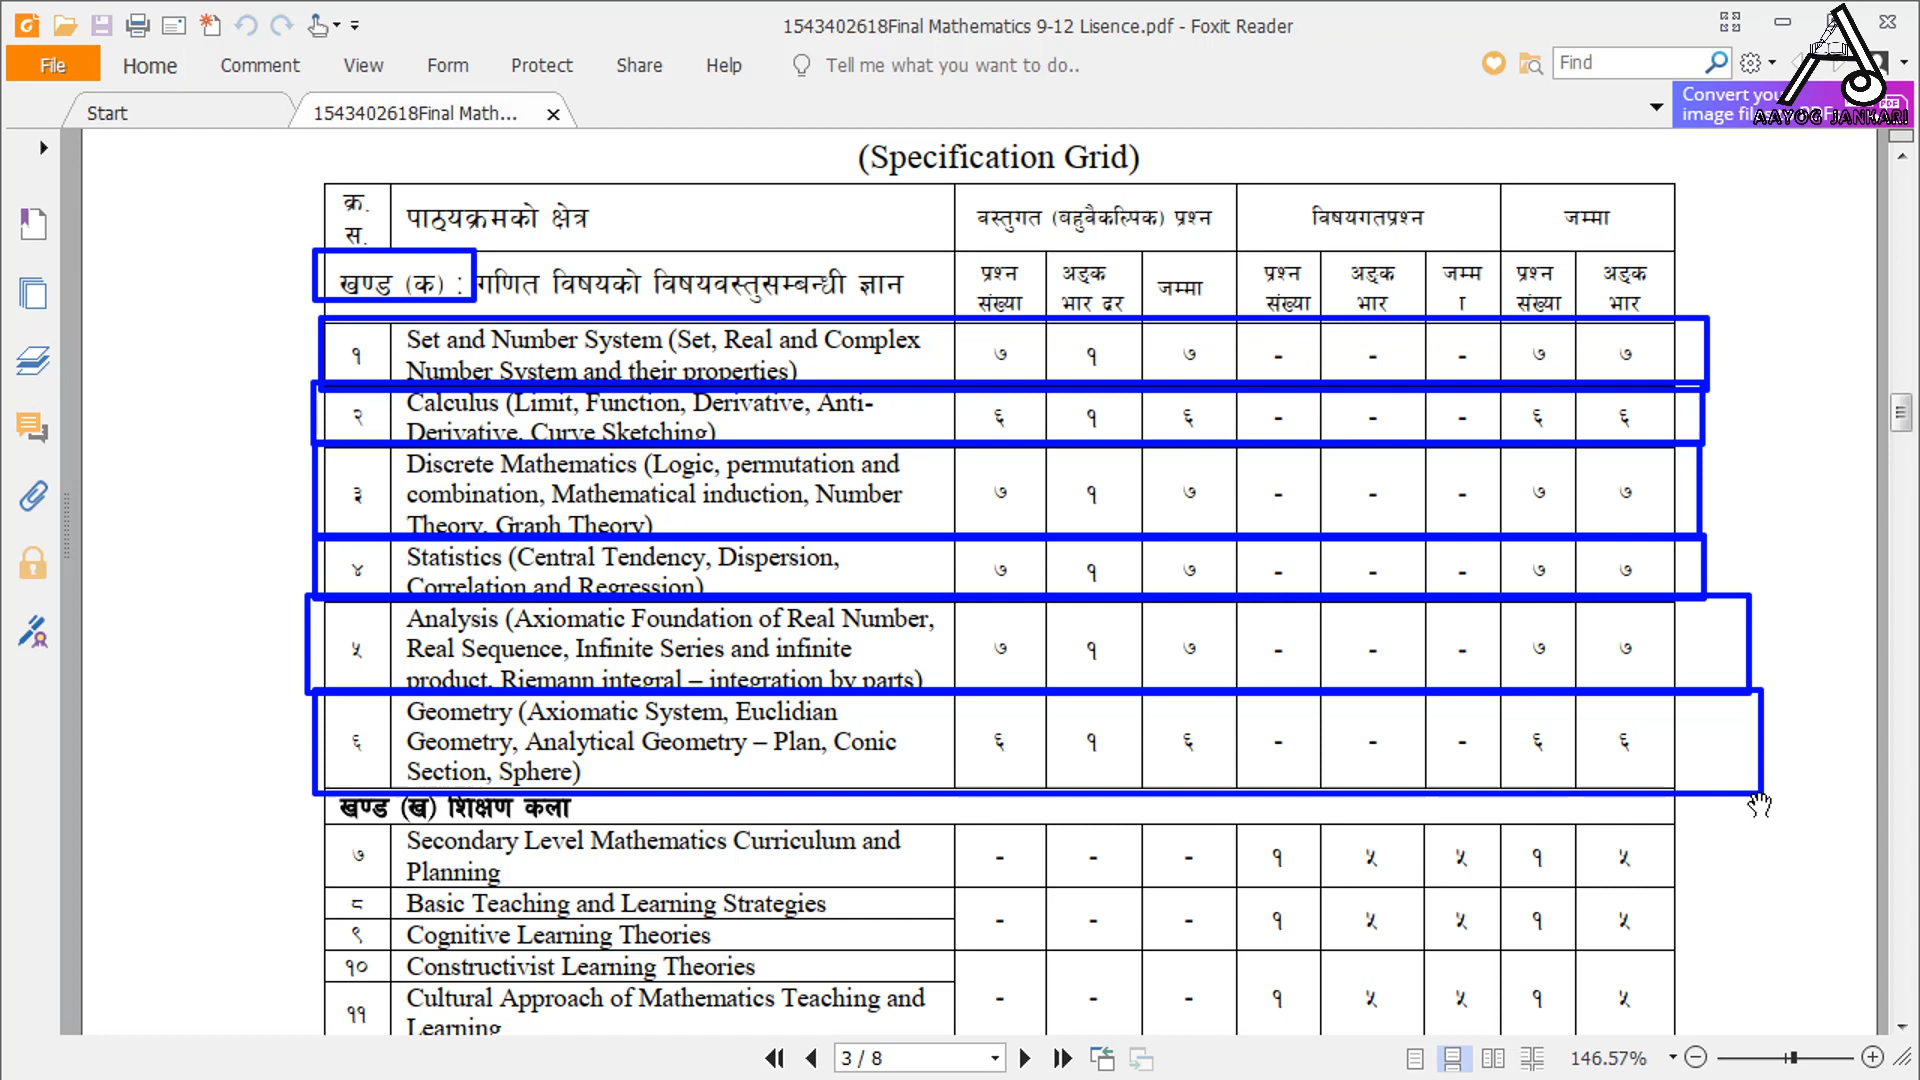 1543402618Final Mathematics 9-12 Lisence.pdf - Foxit Reader
File Home Comment View Form Protect Share Help Tell me what you want to do.. Find
Start 1543402618Final Math...
Convert you
image file
AAYOG JANKARI
(Specification Grid)
क्र.
स. पाठ्यक्रमको क्षेत्र वस्तुगत (बहुवैकल्पिक) प्रश्न विषयगतप्रश्न जम्मा
खण्ड (क) : गणित विषयको विषयवस्तुसम्बन्धी ज्ञान प्रश्न संख्या अङ्क भार दर जम्मा प्रश्न संख्या अङ्क भार जम्मा प्रश्न संख्या अङ्क भार
१ Set and Number System (Set, Real and Complex
Number System and their properties) ७ १ ७ - - - ७ ७
२ Calculus (Limit, Function, Derivative, Anti-
Derivative, Curve Sketching) ६ १ ६ - - - ६ ६
३ Discrete Mathematics (Logic, permutation and
combination, Mathematical induction, Number
Theory, Graph Theory) ७ १ ७ - - - ७ ७
४ Statistics (Central Tendency, Dispersion,
Correlation and Regression) ७ १ ७ - - - ७ ७
५ Analysis (Axiomatic Foundation of Real Number,
Real Sequence, Infinite Series and infinite
product, Riemann integral – integration by parts) ७ १ ७ - - - ७ ७
६ Geometry (Axiomatic System, Euclidian
Geometry, Analytical Geometry – Plan, Conic
Section, Sphere) ६ १ ६ - - - ६ ६
खण्ड (ख) शिक्षण कला
७ Secondary Level Mathematics Curriculum and
Planning - - - १ ५ ५ १ ५
८ Basic Teaching and Learning Strategies - - - १ ५ ५ १ ५
९ Cognitive Learning Theories
१० Constructivist Learning Theories - - - १ ५ ५ १ ५
११ Cultural Approach of Mathematics Teaching and
Learning
3 / 8 146.57%